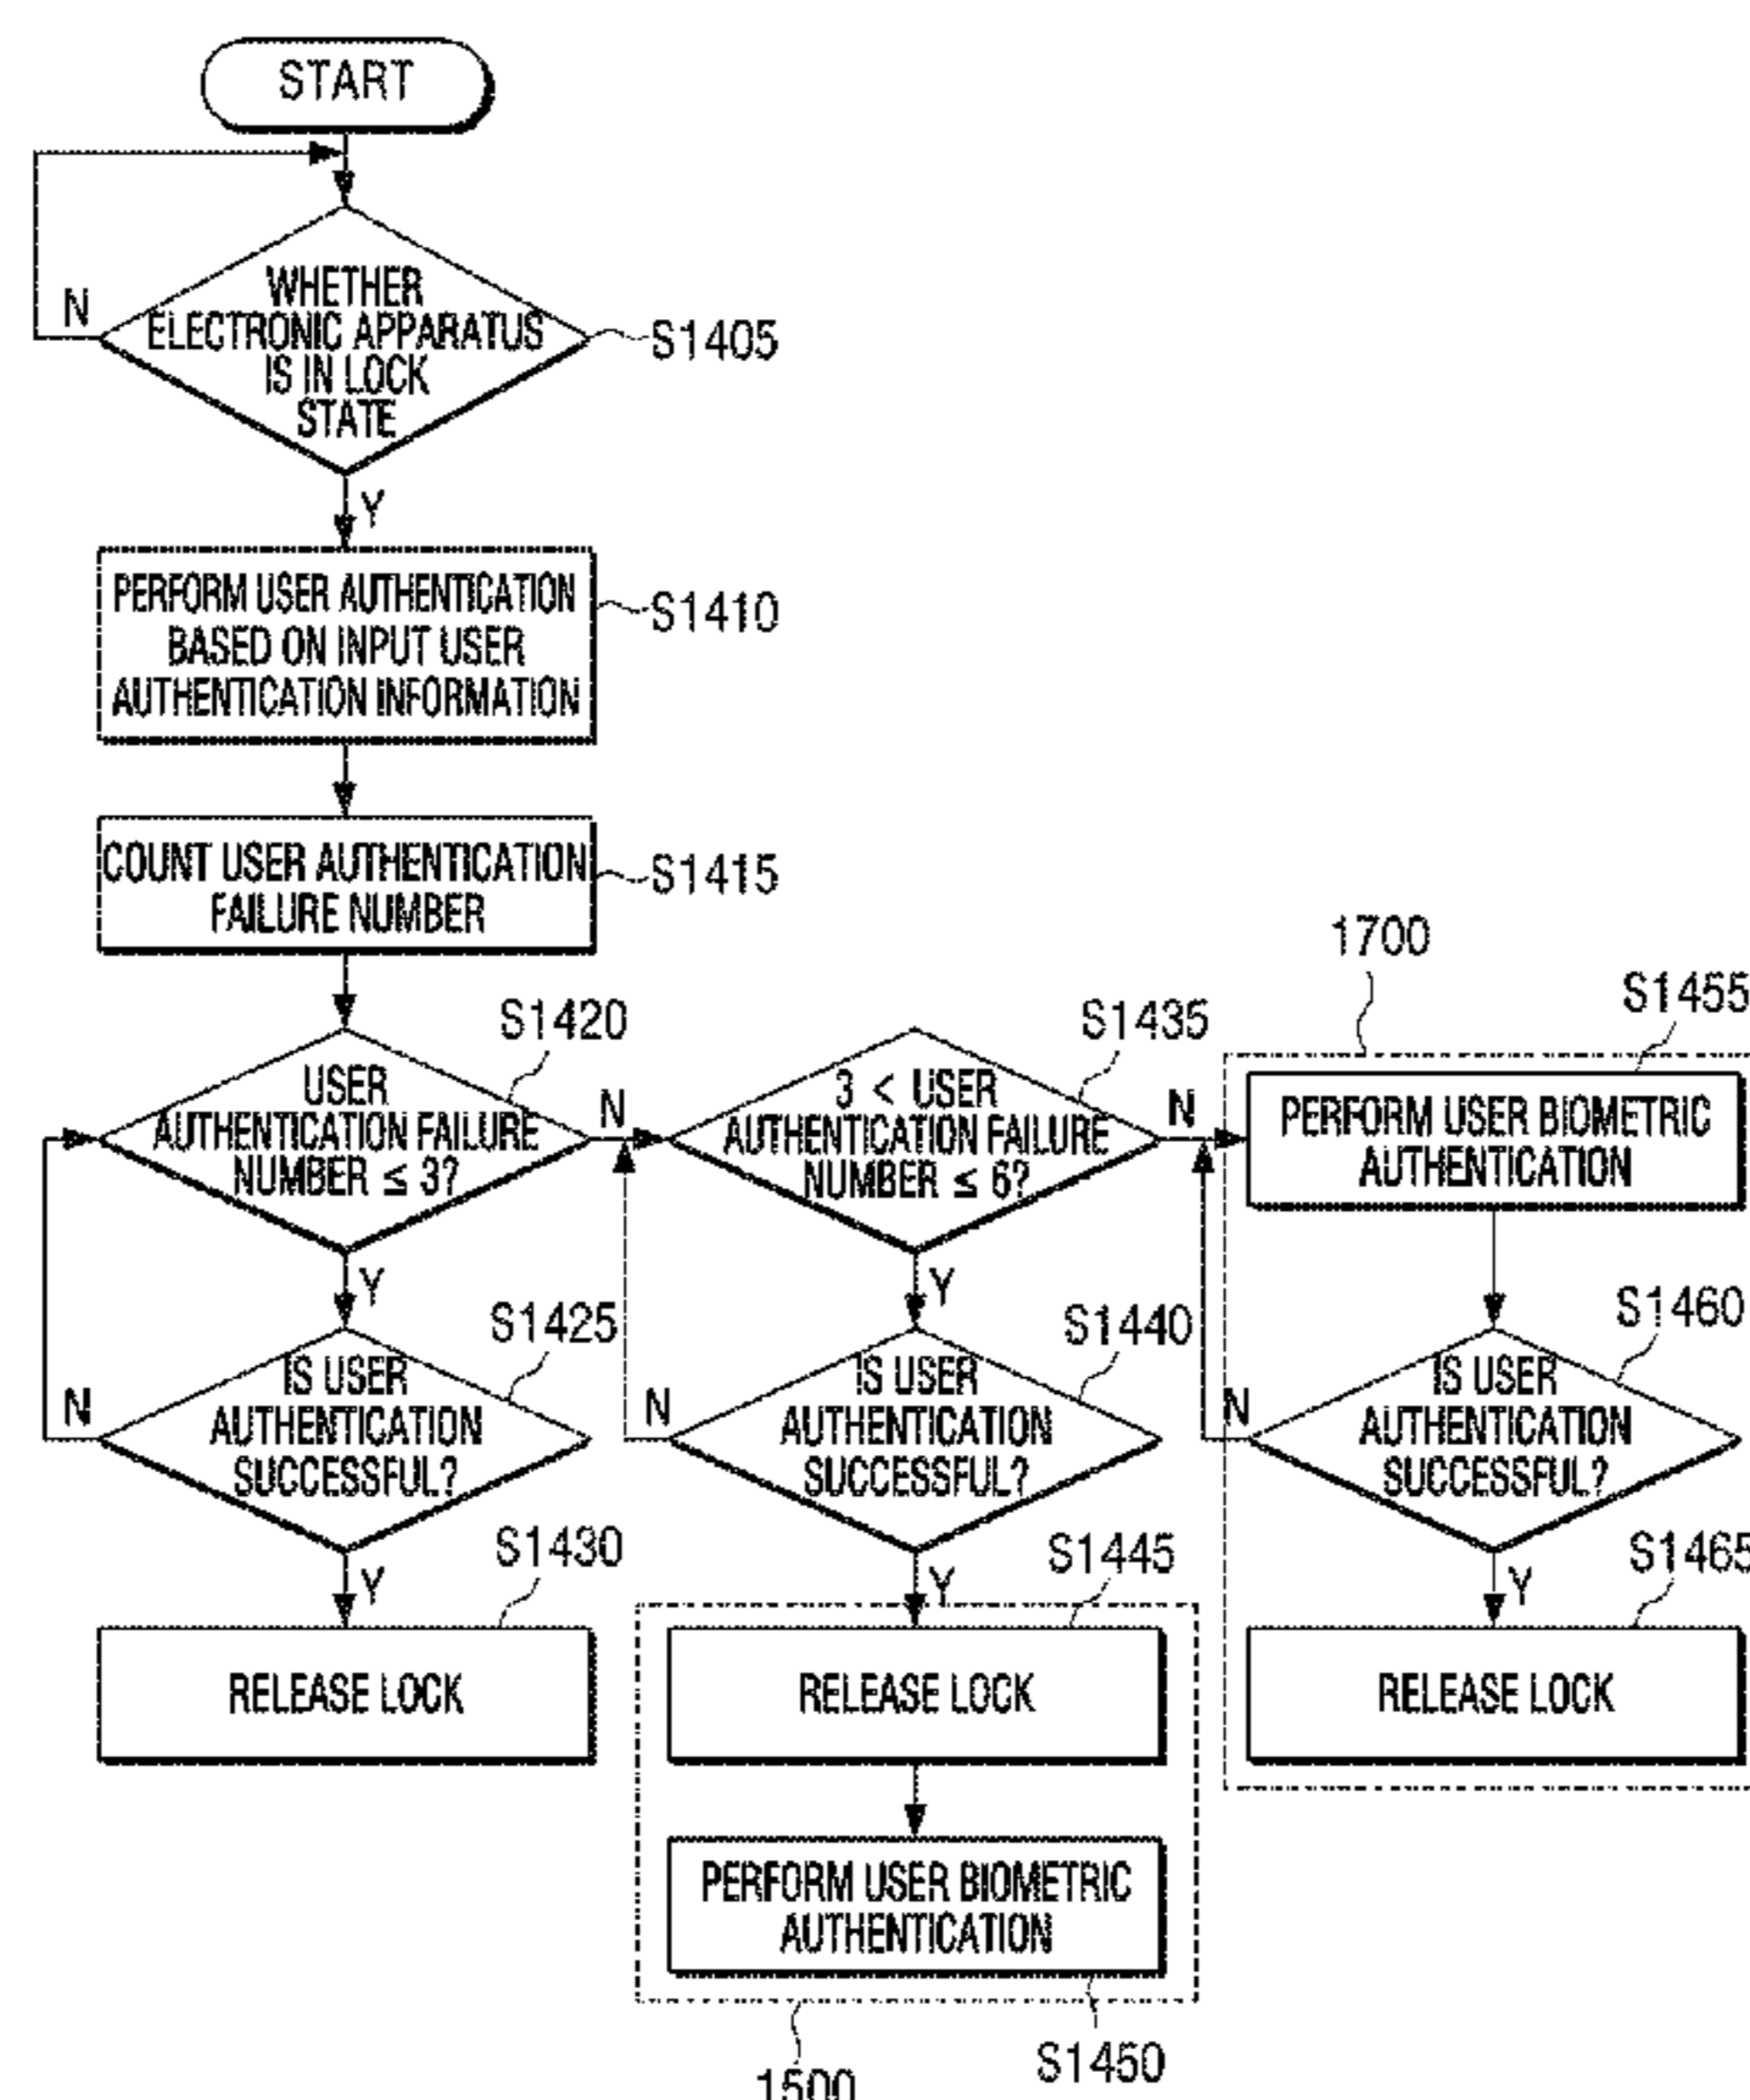 START
N
WHETHER
ELECTRONIC APPARATUS
IS IN LOCK
STATE
S1405
Y
PERFORM USER AUTHENTICATION
BASED ON INPUT USER
AUTHENTICATION INFORMATION
S1410
COUNT USER AUTHENTICATION
FAILURE NUMBER
S1415
S1420
USER
AUTHENTICATION FAILURE
NUMBER ≤ 3?
N
Y
S1425
IS USER
AUTHENTICATION
SUCCESSFUL?
N
Y
S1430
RELEASE LOCK
S1435
3 < USER
AUTHENTICATION FAILURE
NUMBER ≤ 6?
N
Y
S1440
IS USER
AUTHENTICATION
SUCCESSFUL?
N
Y
S1445
RELEASE LOCK
PERFORM USER BIOMETRIC
AUTHENTICATION
S1450
1500
1700
S1455
PERFORM USER BIOMETRIC
AUTHENTICATION
S1460
IS USER
AUTHENTICATION
SUCCESSFUL?
N
Y
S1465
RELEASE LOCK